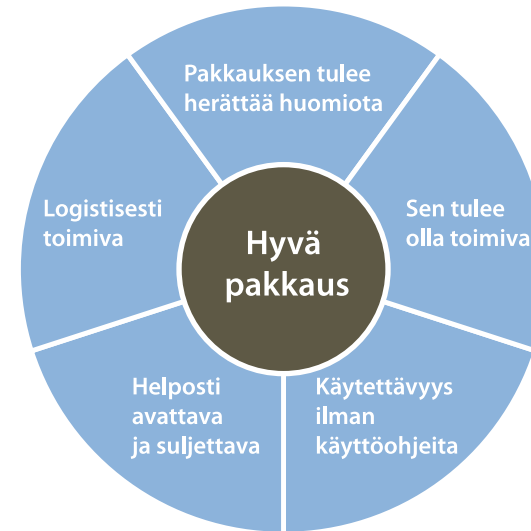 Pakkauksen tulee
herättää huomiota
Sen tulee
olla toimiva
Käytettävyys
ilman
käyttöohjeita
Helposti
avattava
ja suljettava
Logistisesti
toimiva
Hyvä
pakkaus